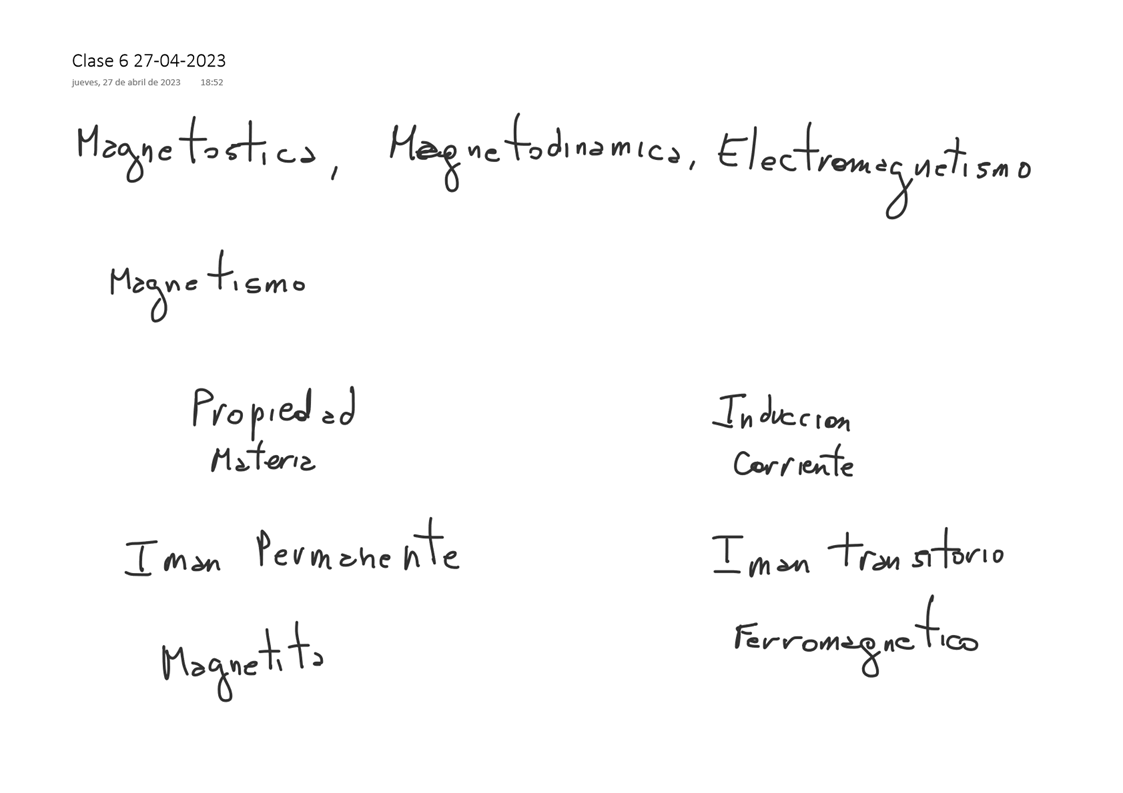 Clase 6 27-04-2023
jueves, 27 de abril de 2023 18:52
Magnetostica, Magnetodinamica, Electromagnetismo
Magnetismo
Propiedad Induccion
Materia Corriente
Iman Permanente Iman transitorio
Magnetita Ferromagnetico